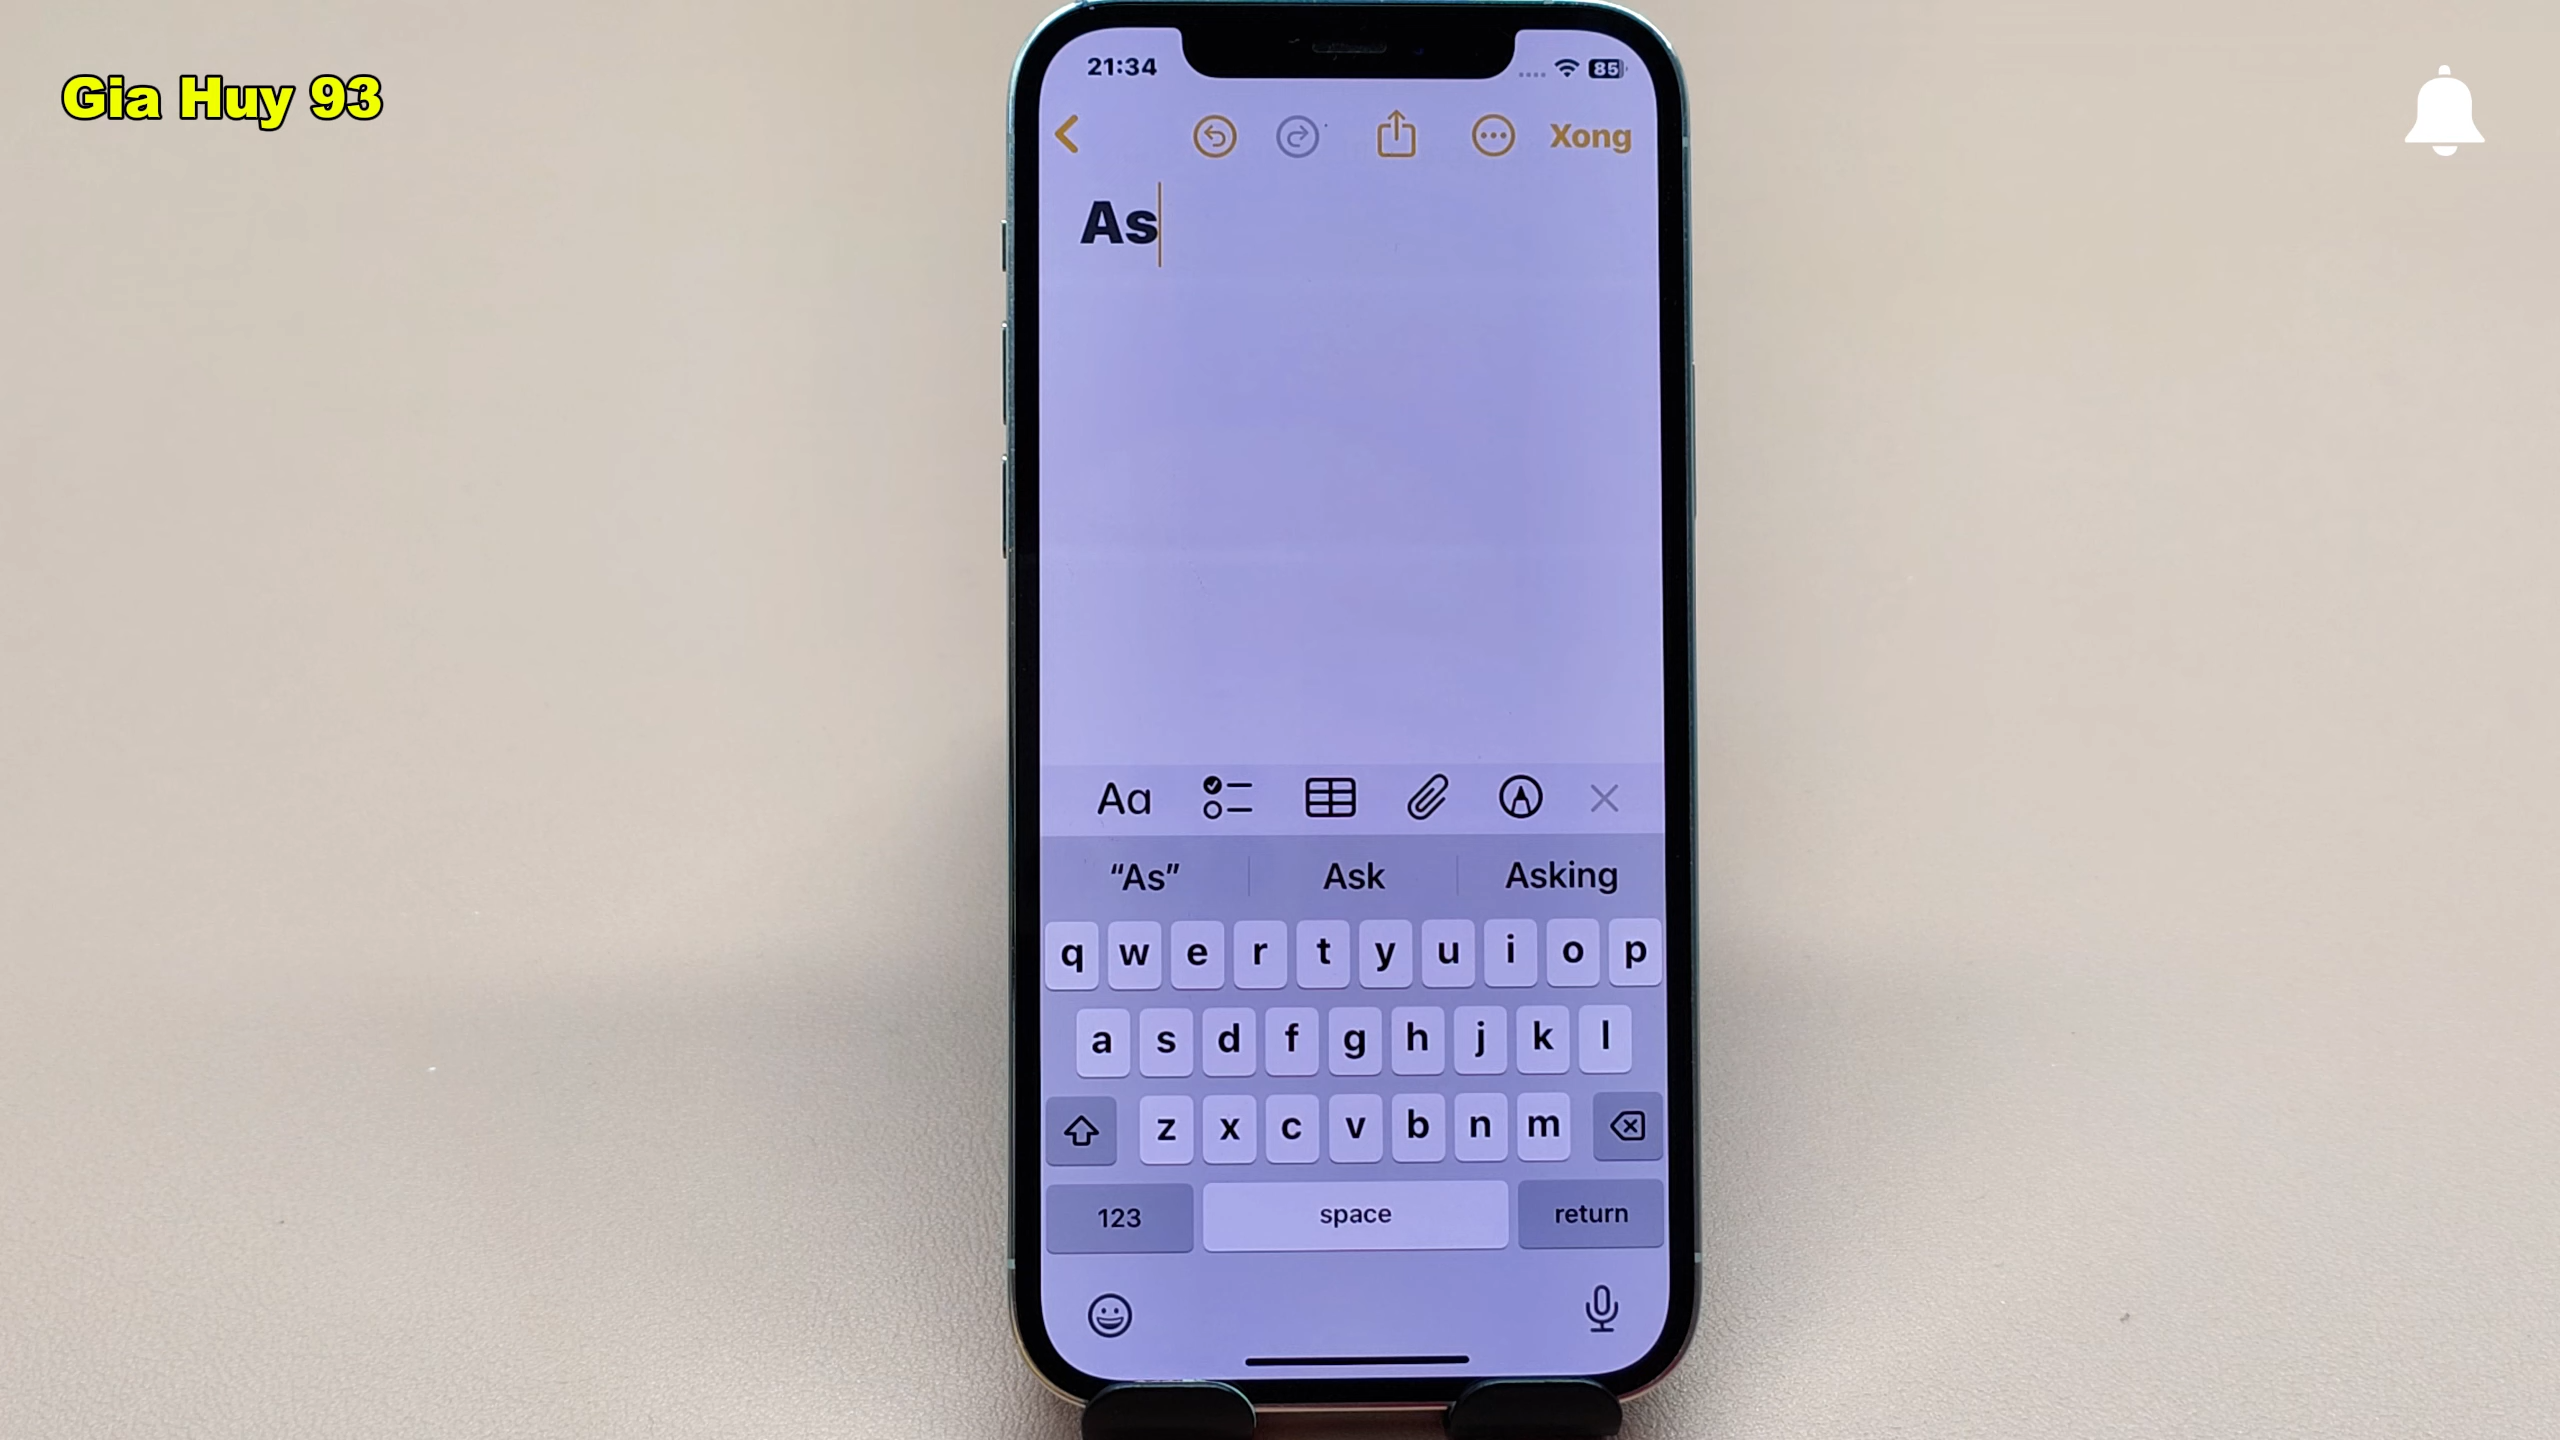 Gia Huy 93
21:34
85
Xong
As
Aa
“As” Ask Asking
q w e r t y u i o p
a s d f g h j k l
z x c v b n m
123 space return